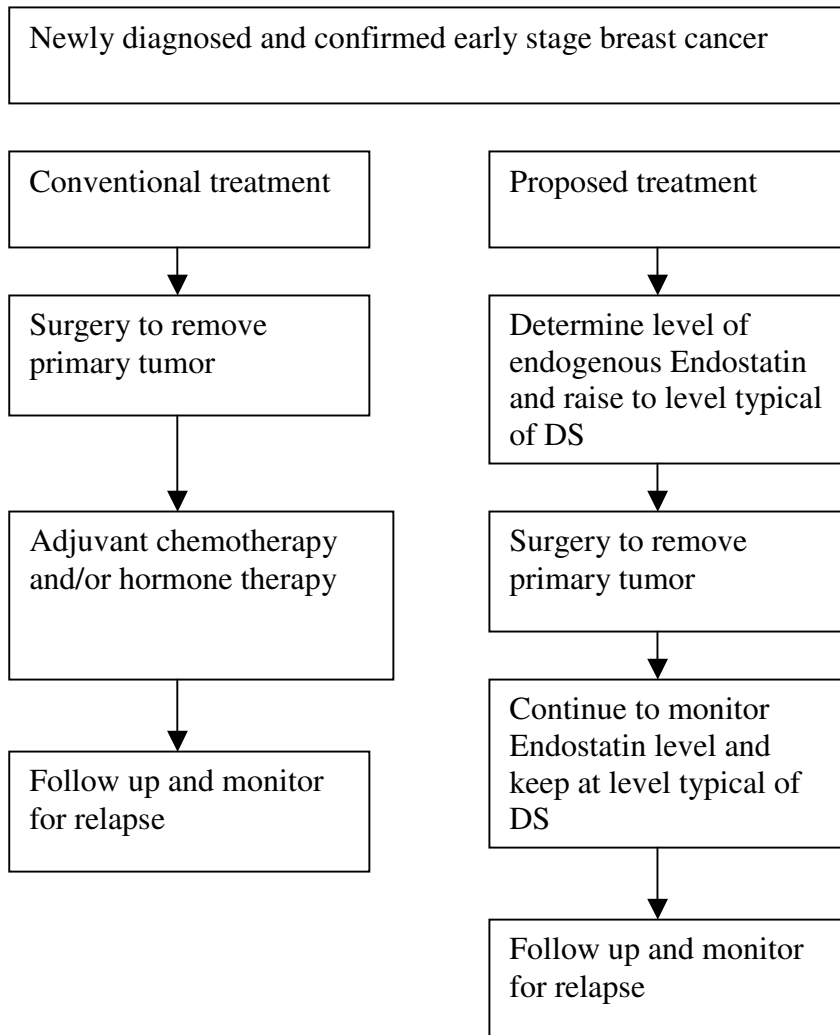 Newly diagnosed and confirmed early stage breast cancer
Conventional treatment
Surgery to remove
primary tumor
Adjuvant chemotherapy
and/or hormone therapy
Follow up and monitor
for relapse
Proposed treatment
Determine level of
endogenous Endostatin
and raise to level typical
of DS
Surgery to remove
primary tumor
Continue to monitor
Endostatin level and
keep at level typical of
DS
Follow up and monitor
for relapse